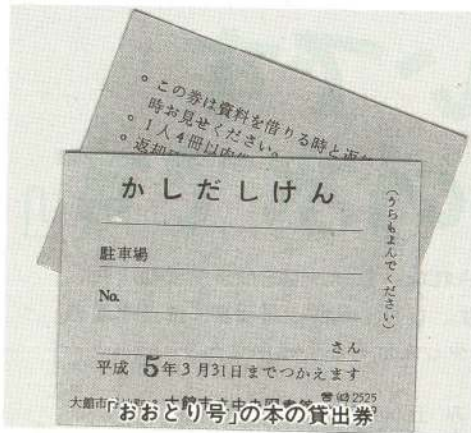 。この券は資料を借りる時と返
時お見せください。
。1人4冊以内
。返却
かしだしけん
(うらもよんでください)
駐車場
No.
さん
平成 5年3月31日までつかえます
大館市
☎ 2525
「おおとり号」の本の貸出券